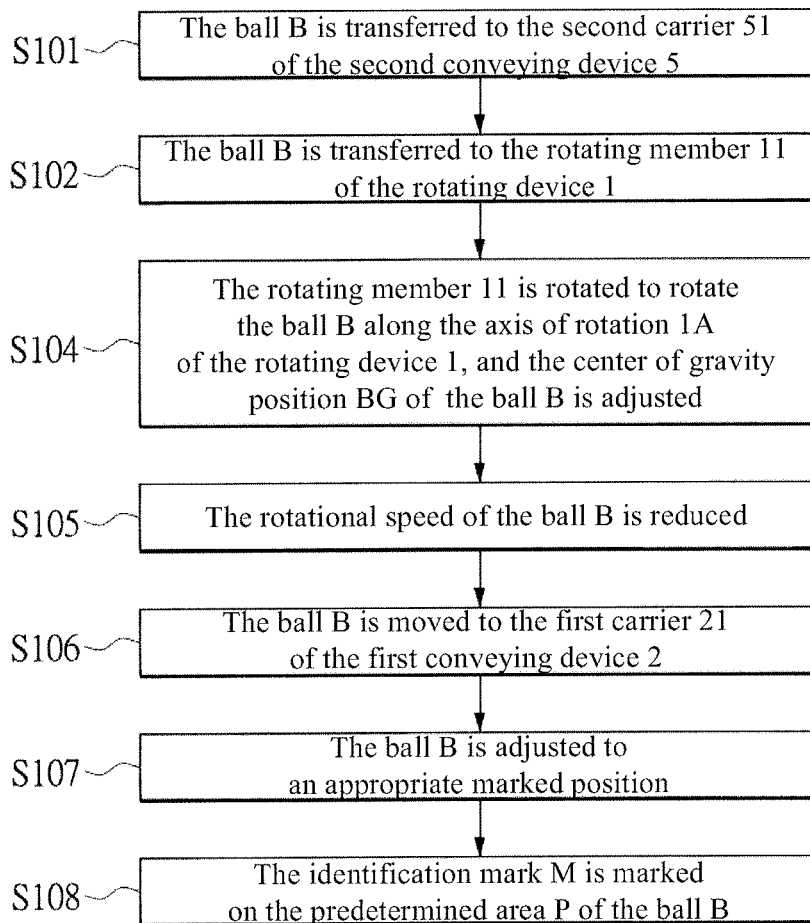 S101
The ball B is transferred to the second carrier 51
of the second conveying device 5
S102
The ball B is transferred to the rotating member 11
of the rotating device 1
S104
The rotating member 11 is rotated to rotate
the ball B along the axis of rotation 1A
of the rotating device 1, and the center of gravity
position BG of the ball B is adjusted
S105
The rotational speed of the ball B is reduced
S106
The ball B is moved to the first carrier 21
of the first conveying device 2
S107
The ball B is adjusted to
an appropriate marked position
S108
The identification mark M is marked
on the predetermined area P of the ball B